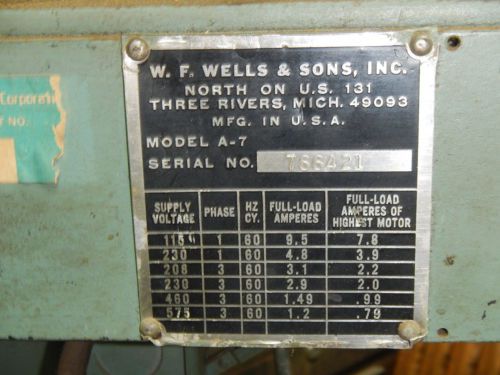 Corporati
NO.
W. F. WELLS & SONS, INC.
NORTH ON U.S. 131
THREE RIVERS, MICH. 49093
MFG. IN U.S.A.
MODEL A-7
SERIAL NO. 786421
SUPPLY VOLTAGE PHASE HZ CY. FULL-LOAD AMPERES FULL-LOAD AMPERES OF HIGHEST MOTOR
115 1 60 9.5 7.8
230 1 60 4.8 3.9
208 3 60 3.1 2.2
230 3 60 2.9 2.0
460 3 60 1.49 .99
575 3 60 1.2 .79